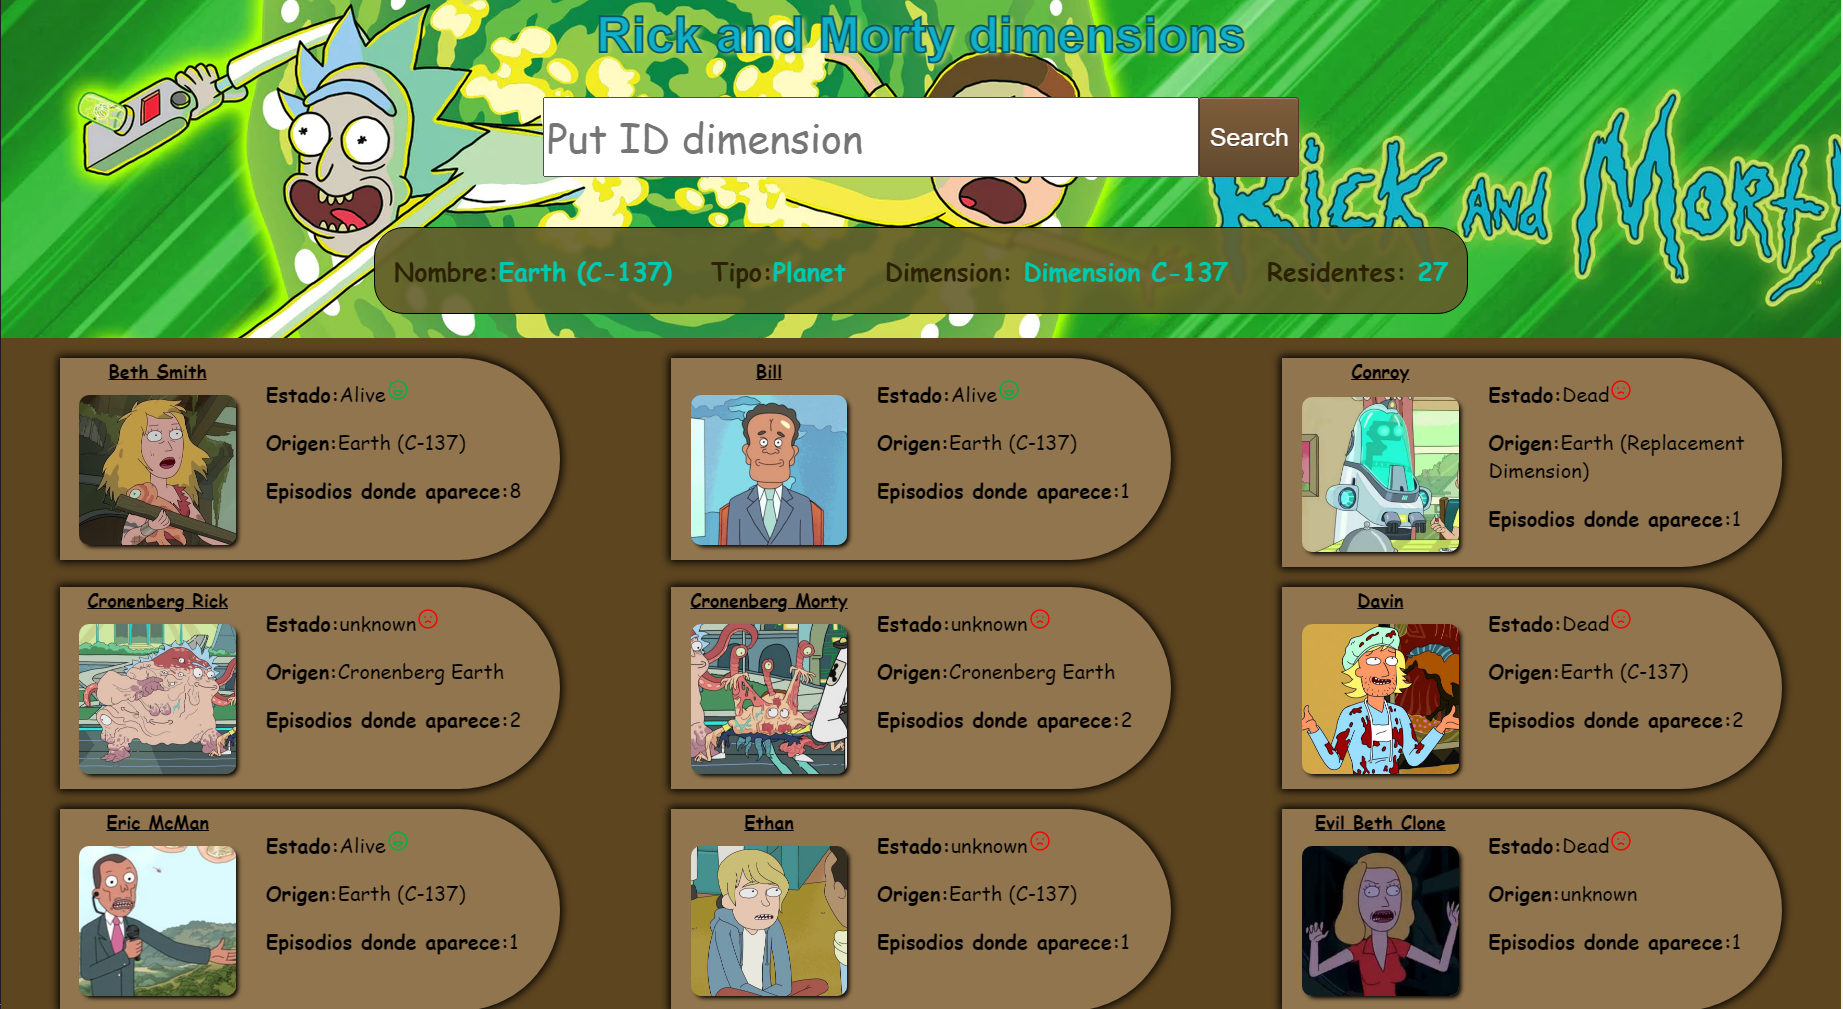 Rick and Morty dimensions
Put ID dimension
Search
Rick and Morty
Nombre:Earth (C-137) Tipo:Planet Dimension: Dimension C-137 Residentes: 27
Beth Smith
Estado:Alive
Origen:Earth (C-137)
Episodios donde aparece:8
Bill
Estado:Alive
Origen:Earth (C-137)
Episodios donde aparece:1
Conroy
Estado:Dead
Origen:Earth (Replacement
Dimension)
Episodios donde aparece:1
Cronenberg Rick
Estado:unknown
Origen:Cronenberg Earth
Episodios donde aparece:2
Cronenberg Morty
Estado:unknown
Origen:Cronenberg Earth
Episodios donde aparece:2
Davin
Estado:Dead
Origen:Earth (C-137)
Episodios donde aparece:2
Eric McMan
Estado:Alive
Origen:Earth (C-137)
Episodios donde aparece:1
Ethan
Estado:unknown
Origen:Earth (C-137)
Episodios donde aparece:1
Evil Beth Clone
Estado:Dead
Origen:unknown
Episodios donde aparece:1